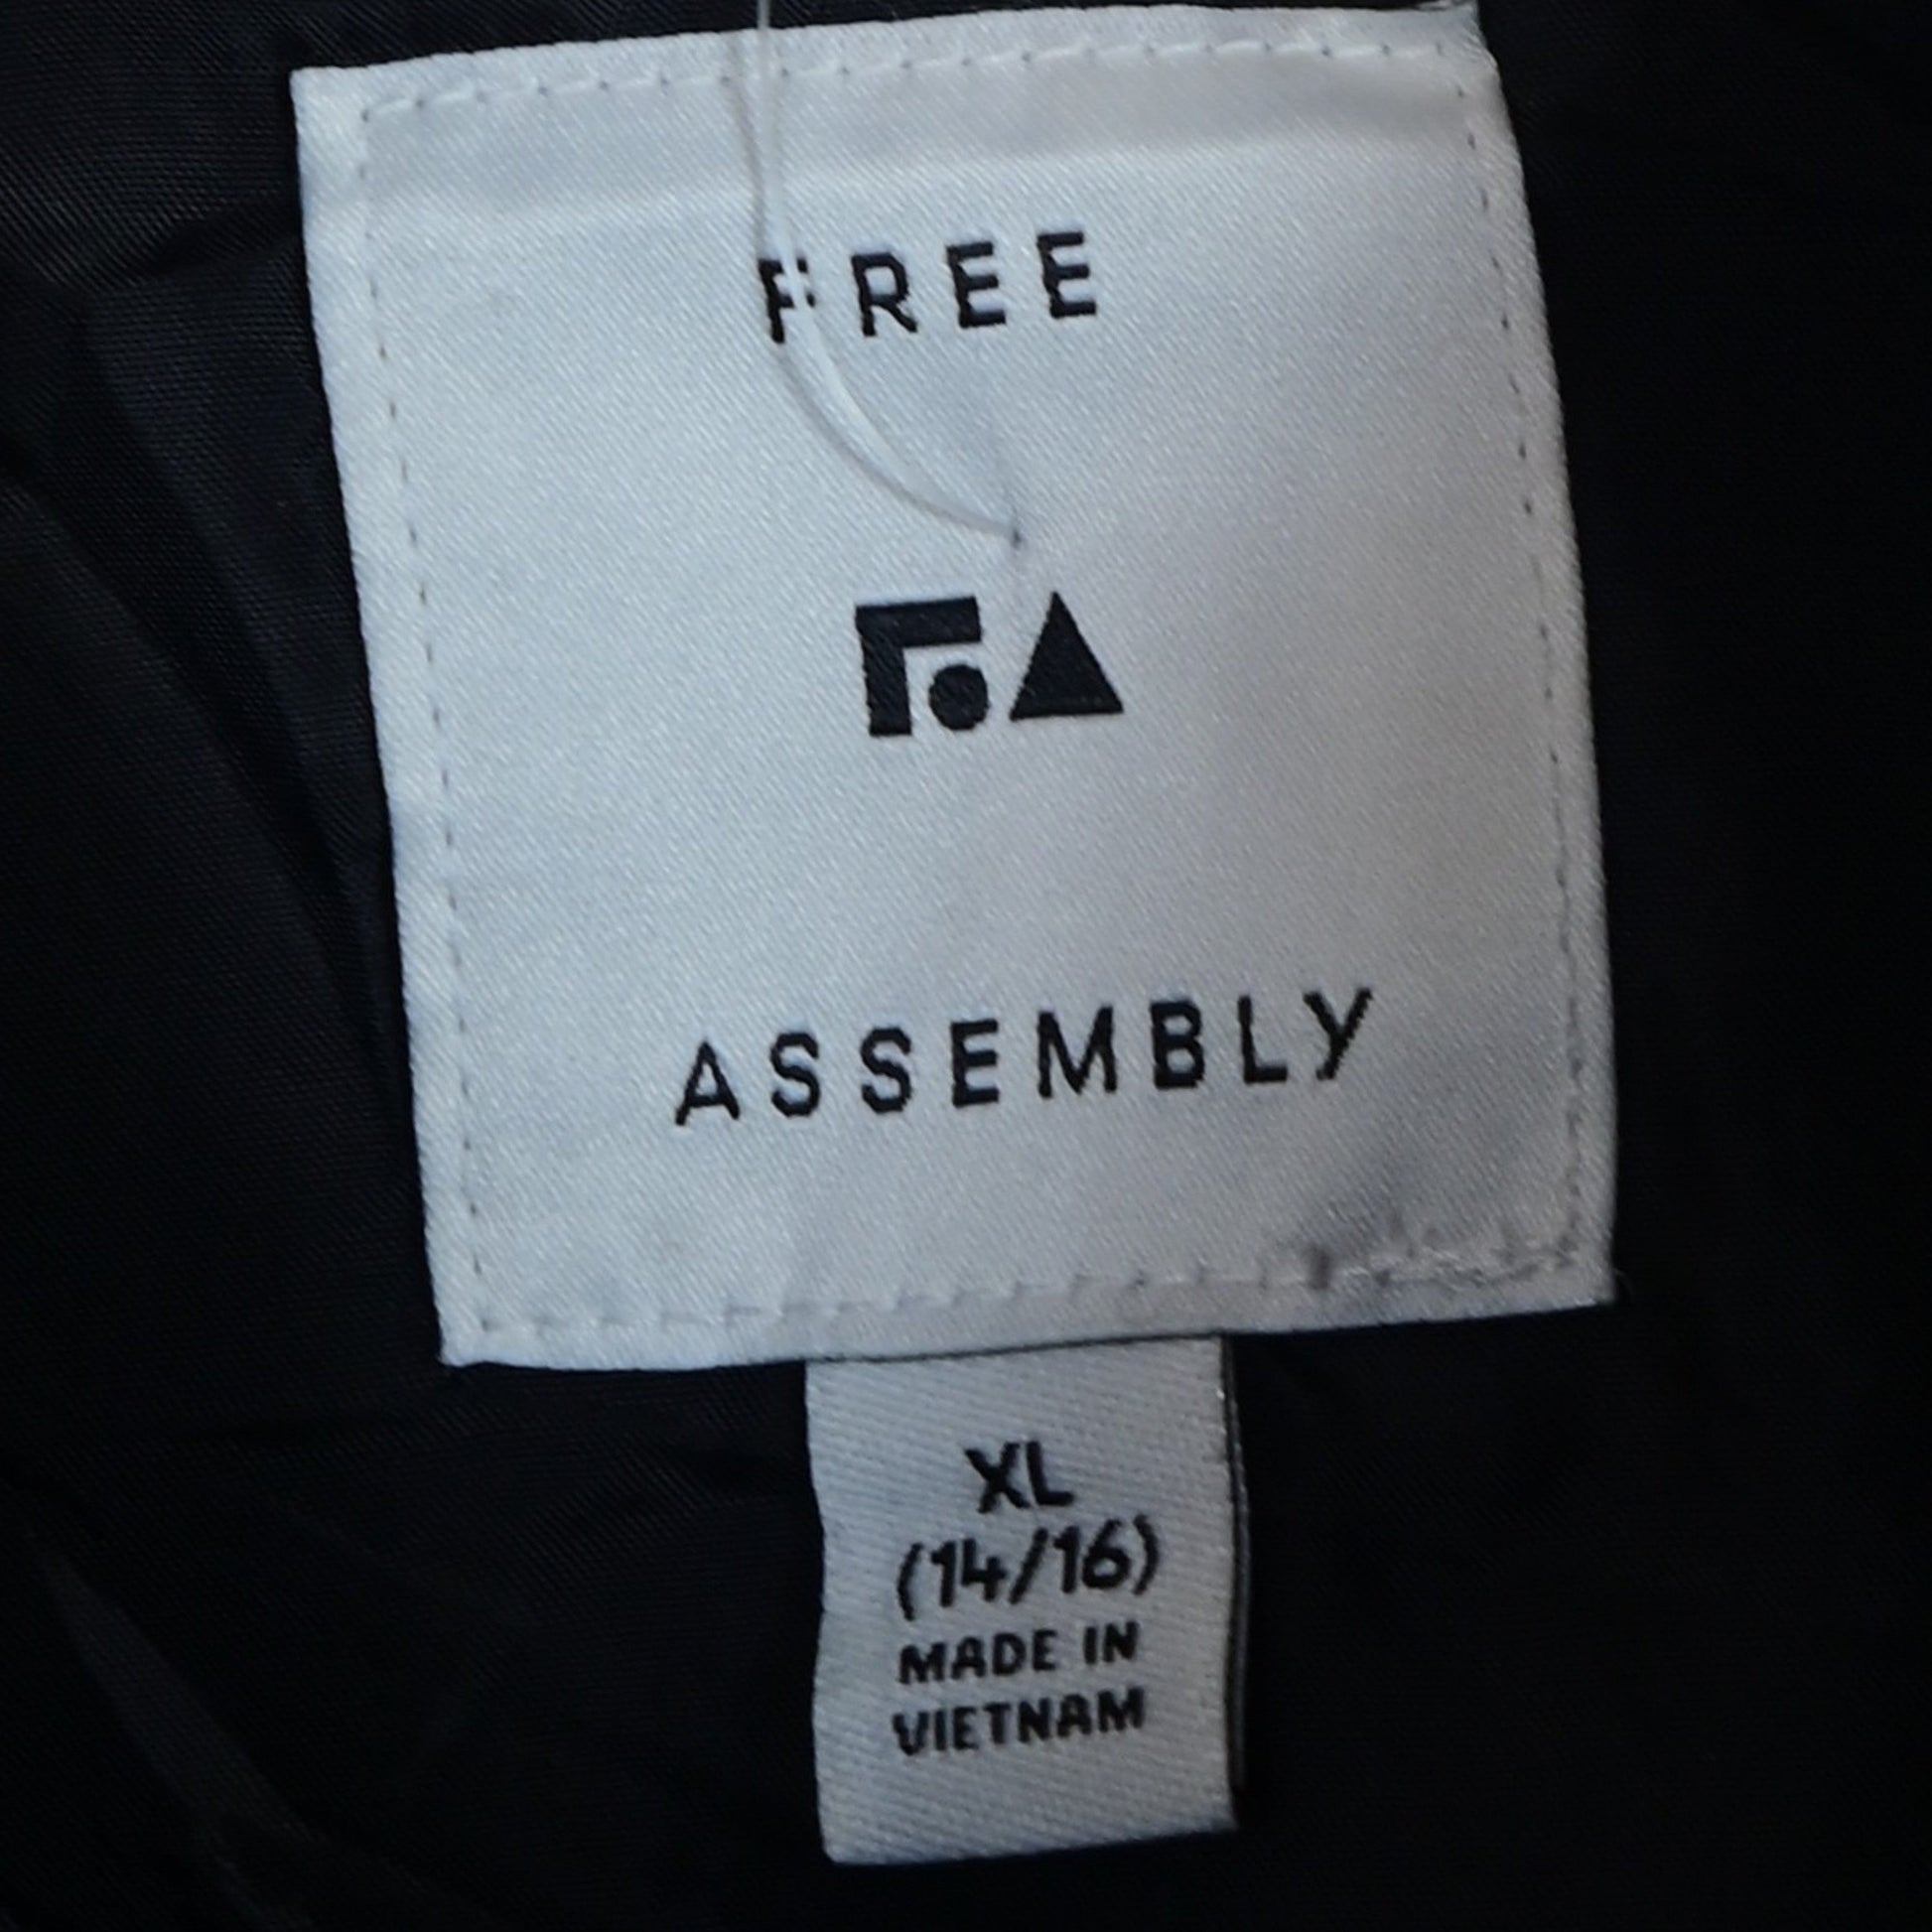 FREE
ASSEMBLY
XL
(14/16)
MADE IN
VIETNAM